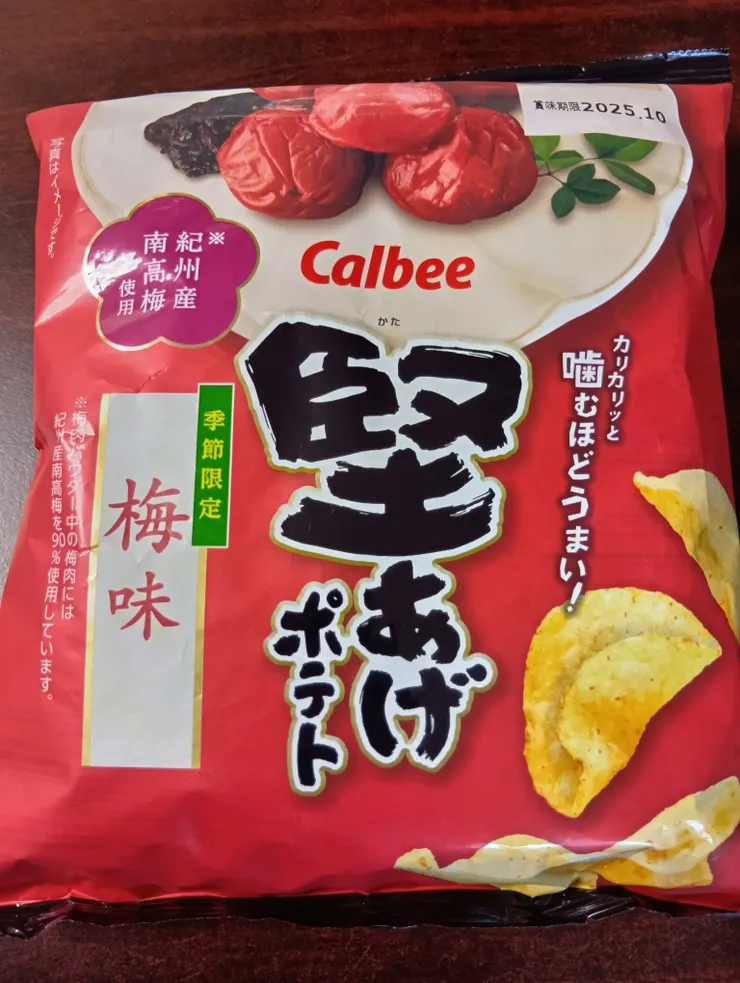 賞味期限2025.10
写真はイメージです。
※
紀州産
南高梅
使用
Calbee
かた
堅あげ
ポテト
カリカリッと
噛むほどうまい!
季節限定
梅味
※梅肉パウダー中の梅肉には
紀州産南高梅を90%使用しています。